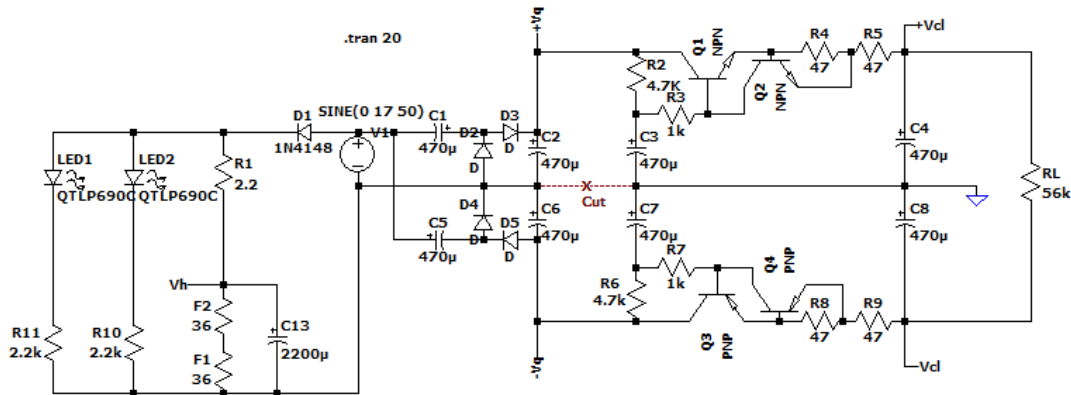 .tran 20
+Vq
Q1
NPN
R4
47
R5
47
+Vcl
R2
4.7K
R3
1k
Q2
NPN
SINE(0 17 50)
D1
1N4148
V1
C1
470µ
D2
D
D3
D
C2
470µ
C3
470µ
C4
470µ
LED1
QTLP690C
LED2
QTLP690C
R1
2.2
X
Cut
RL
56k
D4
D
D5
D
C5
470µ
C6
470µ
C7
470µ
C8
470µ
Vh
F2
36
F1
36
C13
2200µ
R11
2.2k
R10
2.2k
R7
1k
R6
4.7k
Q4
PNP
R8
47
R9
47
Q3
PNP
-Vq
-Vcl